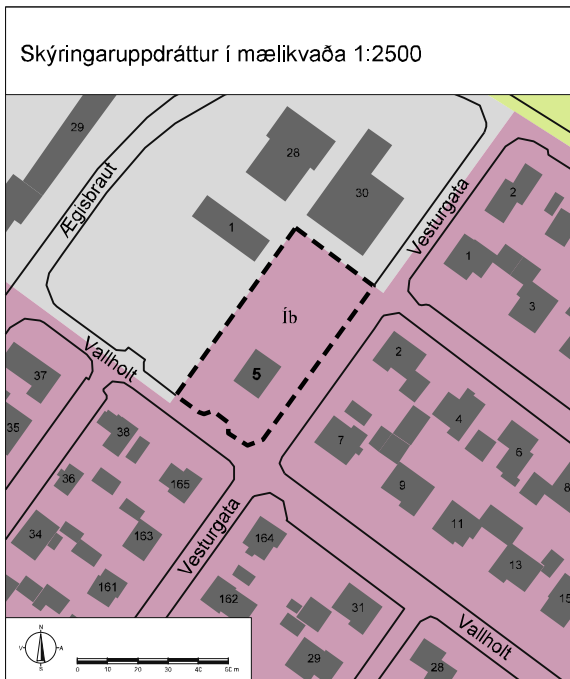 Skýringaruppdráttur í mælikvaða 1:2500
29
28
30
1
Ægisbraut
Vesturgata
2
1
3
Íb
5
Vallholt
37
35
38
36
165
34
163
161
2
4
6
8
7
9
11
13
15
Vesturgata
164
162
31
29
28
Vallholt
N
V
A
S
0 10 20 30 40 50 m